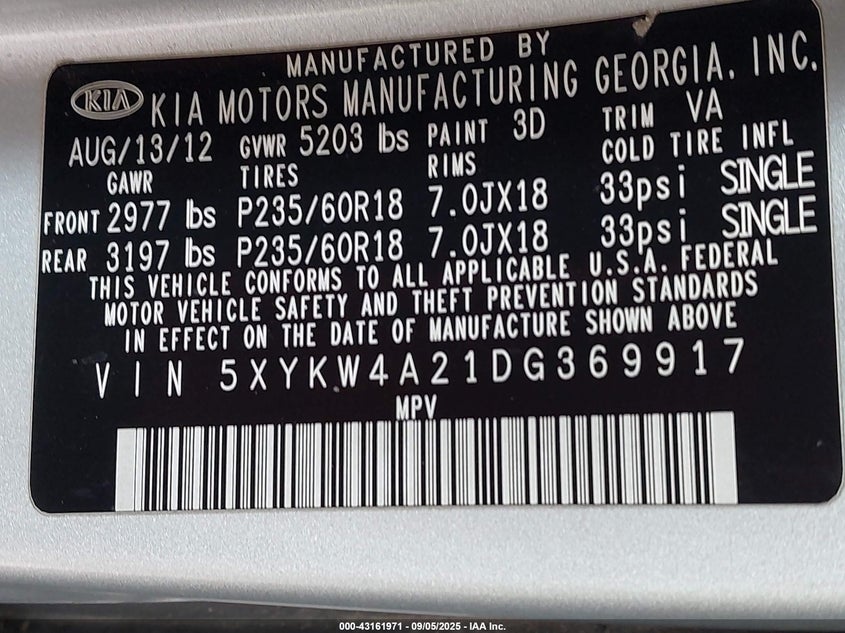 MANUFACTURED BY
KIA KIA MOTORS MANUFACTURING GEORGIA, INC.
AUG/13/12 GVWR 5203 lbs PAINT 3D TRIM VA
GAWR TIRES RIMS COLD TIRE INFL
FRONT 2977 lbs P235/60R18 7.0JX18 33psi SINGLE
REAR 3197 lbs P235/60R18 7.0JX18 33psi SINGLE
THIS VEHICLE CONFORMS TO ALL APPLICABLE U.S.A. FEDERAL
MOTOR VEHICLE SAFETY AND THEFT PREVENTION STANDARDS
IN EFFECT ON THE DATE OF MANUFACTURE SHOWN ABOVE
VIN 5XYKW4A21DG369917
MPV
000-43161971 - 09/05/2025 - IAA Inc.